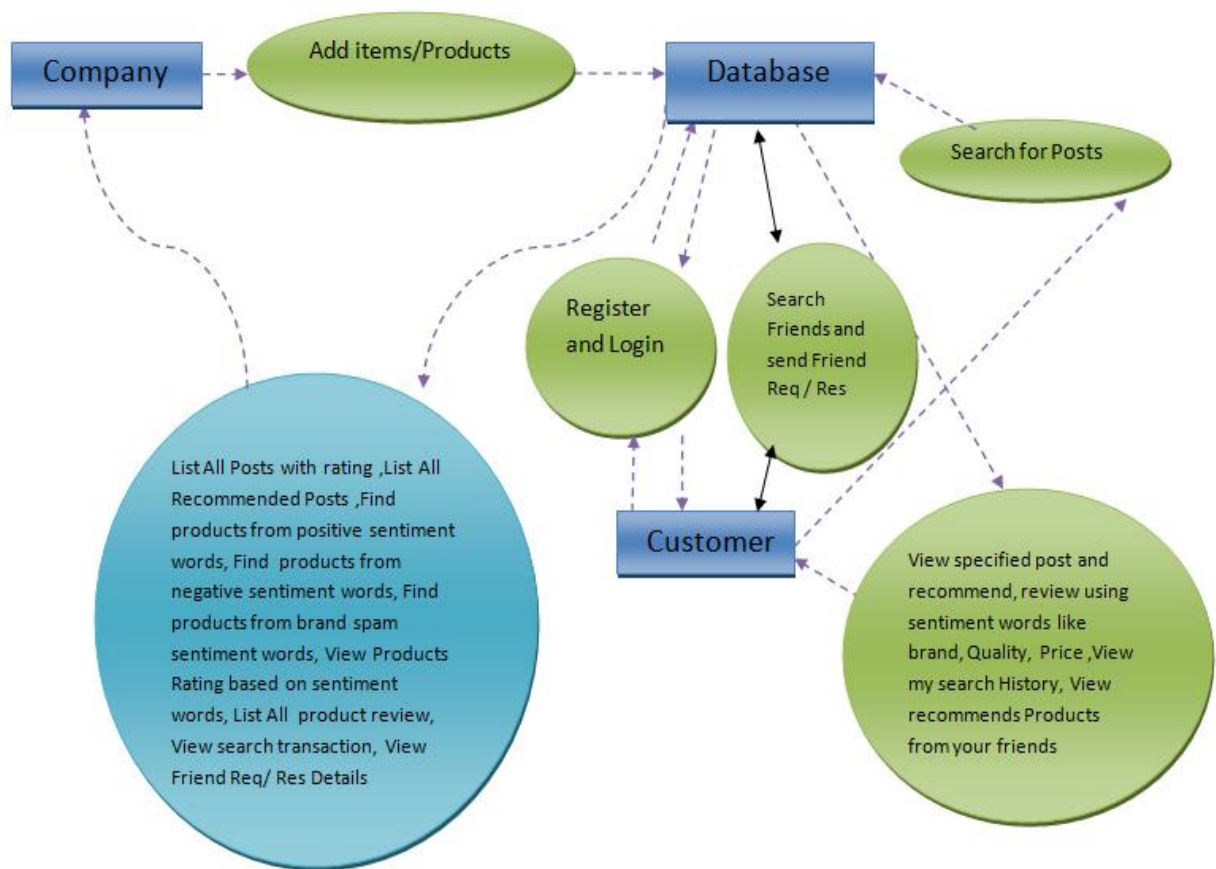 Company
Add items/Products
Database
Search for Posts
Register
and Login
Search
Friends and
send Friend
Req / Res
List All Posts with rating ,List All
Recommended Posts ,Find
products from positive sentiment
words, Find products from
negative sentiment words, Find
products from brand spam
sentiment words, View Products
Rating based on sentiment
words, List All product review,
View search transaction, View
Friend Req/ Res Details
Customer
View specified post and
recommend, review using
sentiment words like
brand, Quality, Price ,View
my search History, View
recommends Products
from your friends